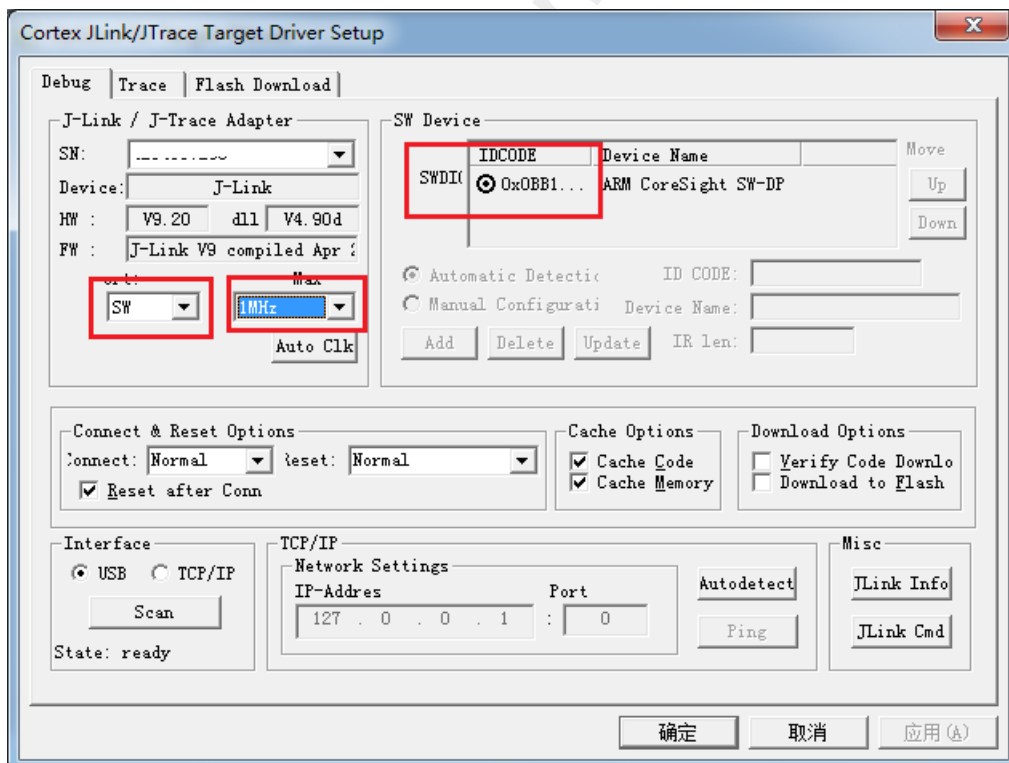 Cortex JLink/JTrace Target Driver Setup
Debug Trace Flash Download
J-Link / J-Trace Adapter
SN:
Device: J-Link
HW : V9.20 dll V4.90d
FW : J-Link V9 compiled Apr
Max
SW 1MHz
Auto Clk
SW Device
IDCODE Device Name Move
SWDI 0x0BB1... ARM CoreSight SW-DP Up
Down
Automatic Detectic ID CODE:
Manual Configurati Device Name:
Add Delete Update IR len:
Connect & Reset Options
Connect: Normal Reset: Normal
Reset after Conn
Cache Options
Cache Code
Cache Memory
Download Options
Verify Code Downlo
Download to Flash
Interface
USB TCP/IP
Scan
State: ready
TCP/IP
Network Settings
IP-Addres Port
127 . 0 . 0 . 1 : 0
Autodetect
Ping
Misc
JLink Info
JLink Cmd
确定 取消 应用(A)